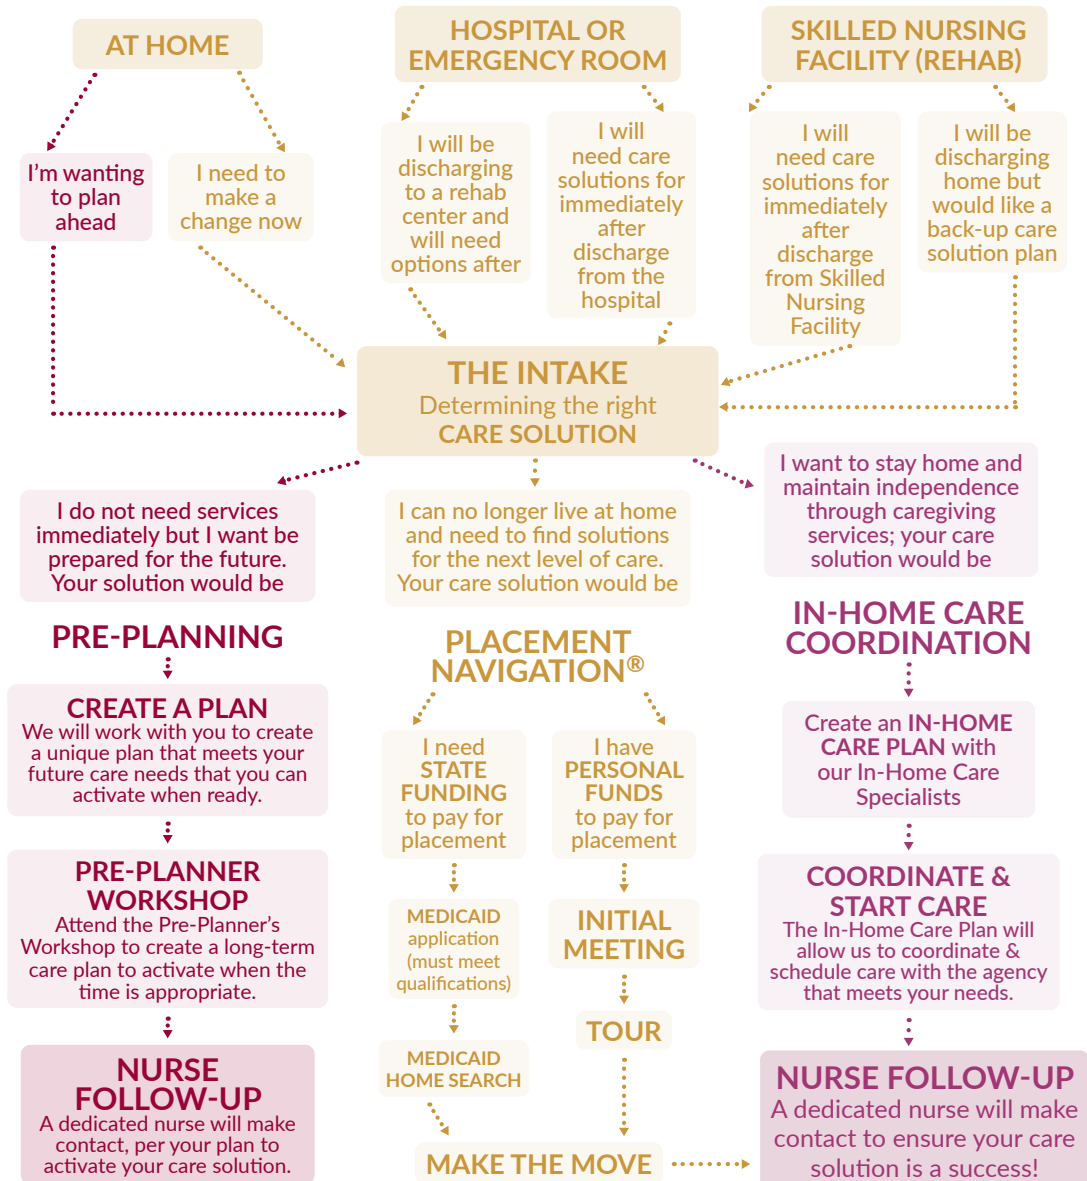 AT HOME
HOSPITAL OR
EMERGENCY ROOM
SKILLED NURSING
FACILITY (REHAB)
I'm wanting
to plan
ahead
I need to
make a
change now
I will be
discharging
to a rehab
center and
will need
options after
I will
need care
solutions for
immediately
after
discharge
from the
hospital
I will
need care
solutions for
immediately
after
discharge
from Skilled
Nursing
Facility
I will be
discharging
home but
would like a
back-up care
solution plan
THE INTAKE
Determining the right
CARE SOLUTION
I do not need services
immediately but I want be
prepared for the future.
Your solution would be
I can no longer live at home
and need to find solutions
for the next level of care.
Your care solution would be
I want to stay home and
maintain independence
through caregiving
services; your care
solution would be
PRE-PLANNING
CREATE A PLAN
We will work with you to create
a unique plan that meets your
future care needs that you can
activate when ready.
PRE-PLANNER
WORKSHOP
Attend the Pre-Planner's
Workshop to create a long-term
care plan to activate when the
time is appropriate.
NURSE
FOLLOW-UP
A dedicated nurse will make
contact, per your plan to
activate your care solution.
PLACEMENT
NAVIGATION®
I need
STATE
FUNDING
to pay for
placement
MEDICAID
application
(must meet
qualifications)
MEDICAID
HOME SEARCH
I have
PERSONAL
FUNDS
to pay for
placement
INITIAL
MEETING
TOUR
MAKE THE MOVE
IN-HOME CARE
COORDINATION
Create an IN-HOME
CARE PLAN with
our In-Home Care
Specialists
COORDINATE &
START CARE
The In-Home Care Plan will
allow us to coordinate &
schedule care with the agency
that meets your needs.
NURSE FOLLOW-UP
A dedicated nurse will make
contact to ensure your care
solution is a success!